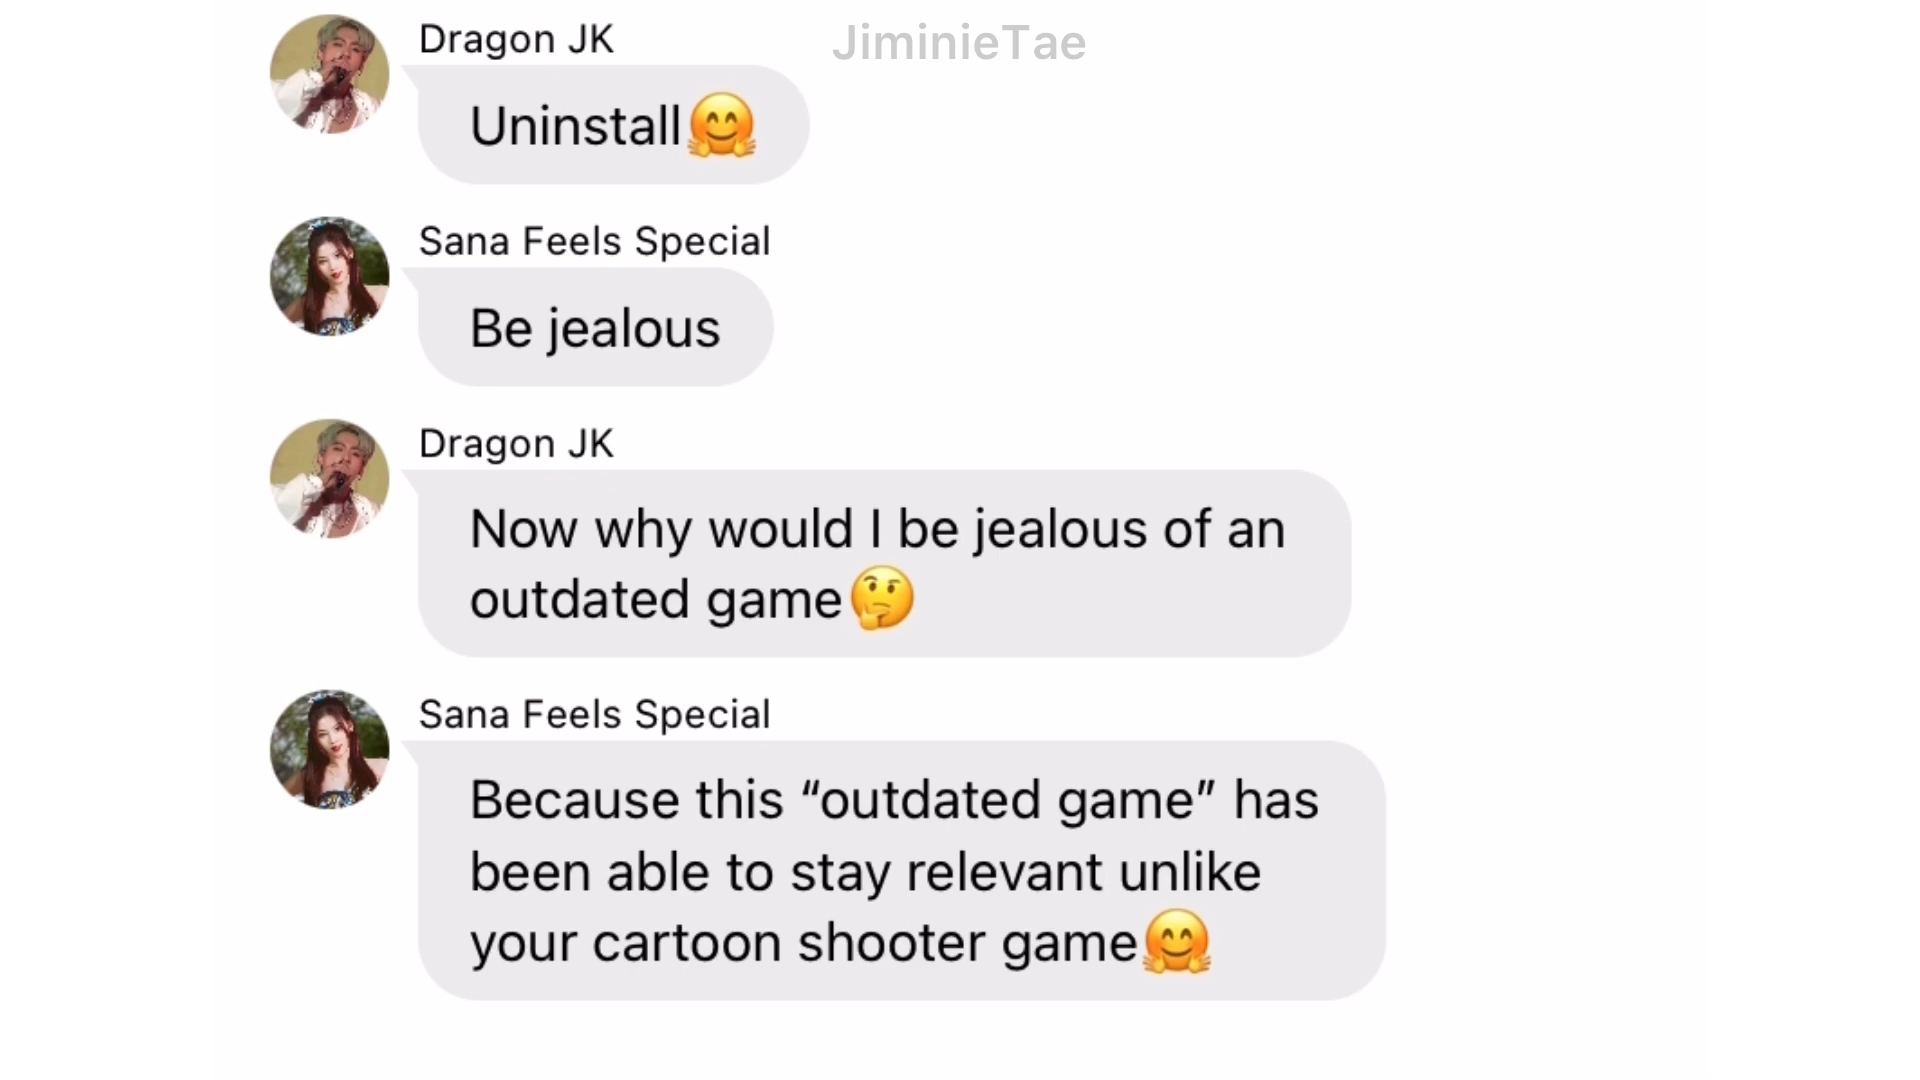 JiminieTae
Dragon JK
Uninstall🤗
Sana Feels Special
Be jealous
Dragon JK
Now why would I be jealous of an
outdated game🤔
Sana Feels Special
Because this “outdated game” has
been able to stay relevant unlike
your cartoon shooter game🤗